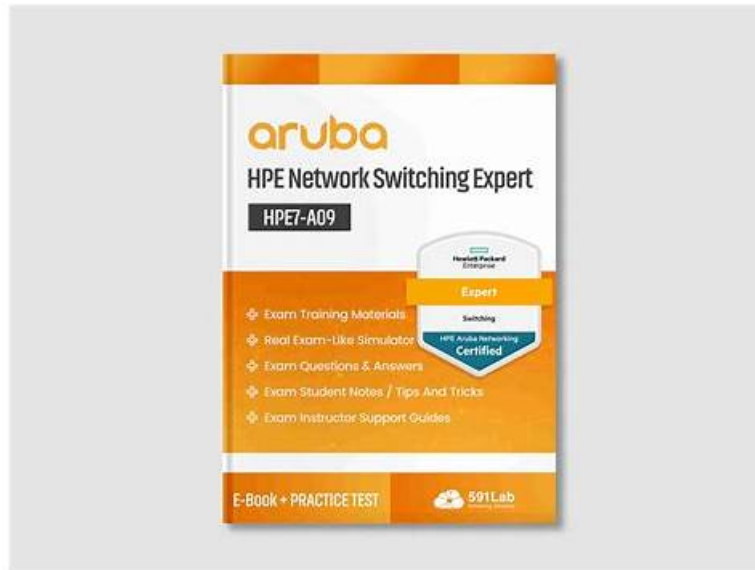 aruba
HPE Network Switching Expert
HPE7-A09
Hewlett Packard
Enterprise
Expert
Switching
HPE Aruba Networking
Certified
Exam Training Materials
Real Exam-Like Simulator
Exam Questions & Answers
Exam Student Notes / Tips And Tricks
Exam Instructor Support Guides
E-Book + PRACTICE TEST
591Lab